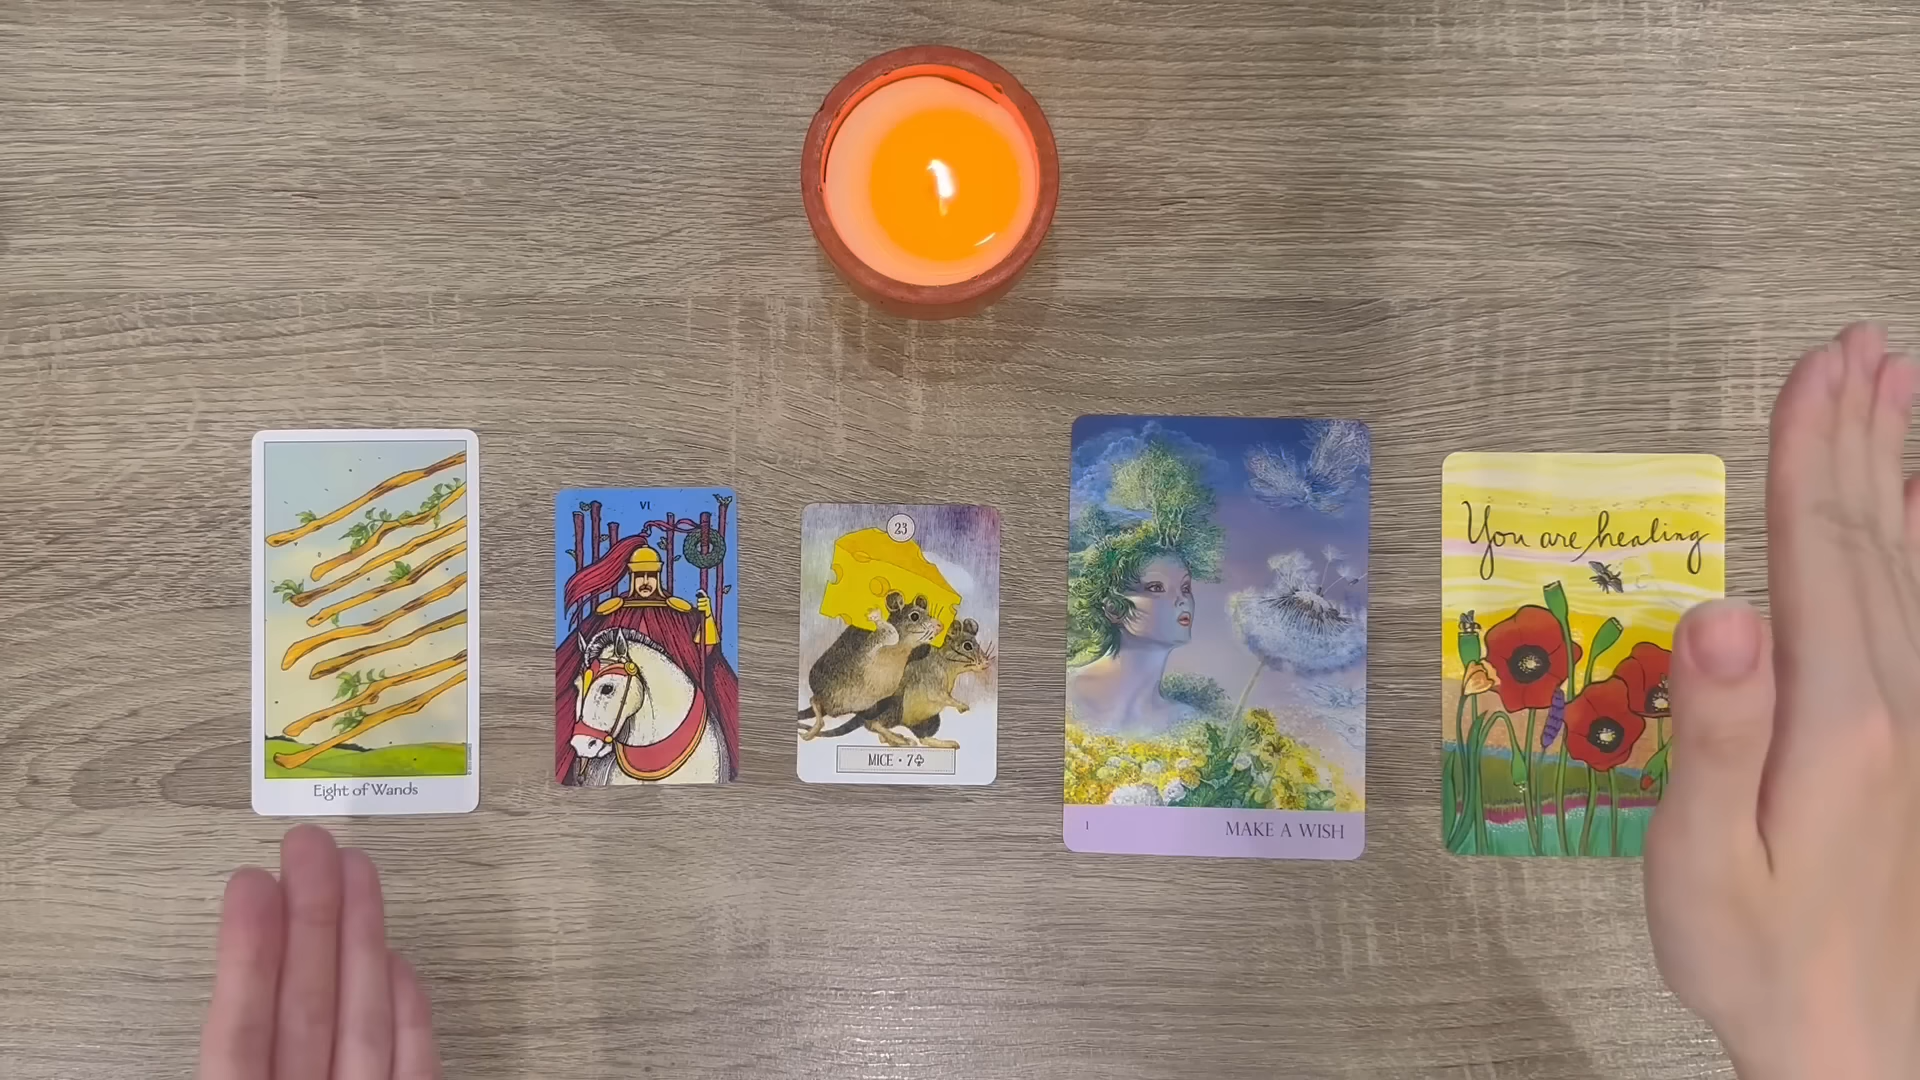 Eight of Wands
VI
23
MICE • 7♣
1
MAKE A WISH
You are healing